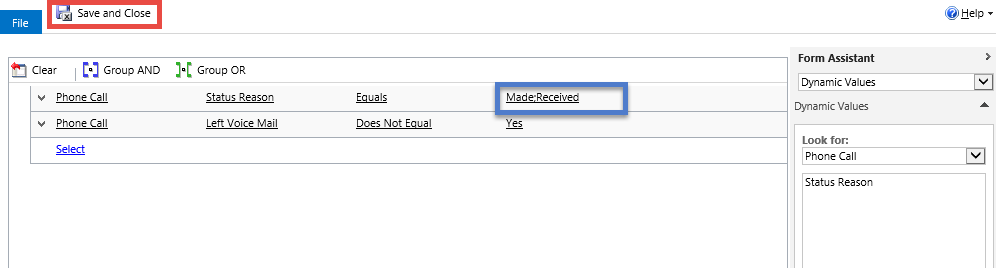 File
Save and Close
Help
Clear
Group AND
Group OR
Phone Call Status Reason Equals Made;Received
Phone Call Left Voice Mail Does Not Equal Yes
Select
Form Assistant
Dynamic Values
Dynamic Values
Look for:
Phone Call
Status Reason